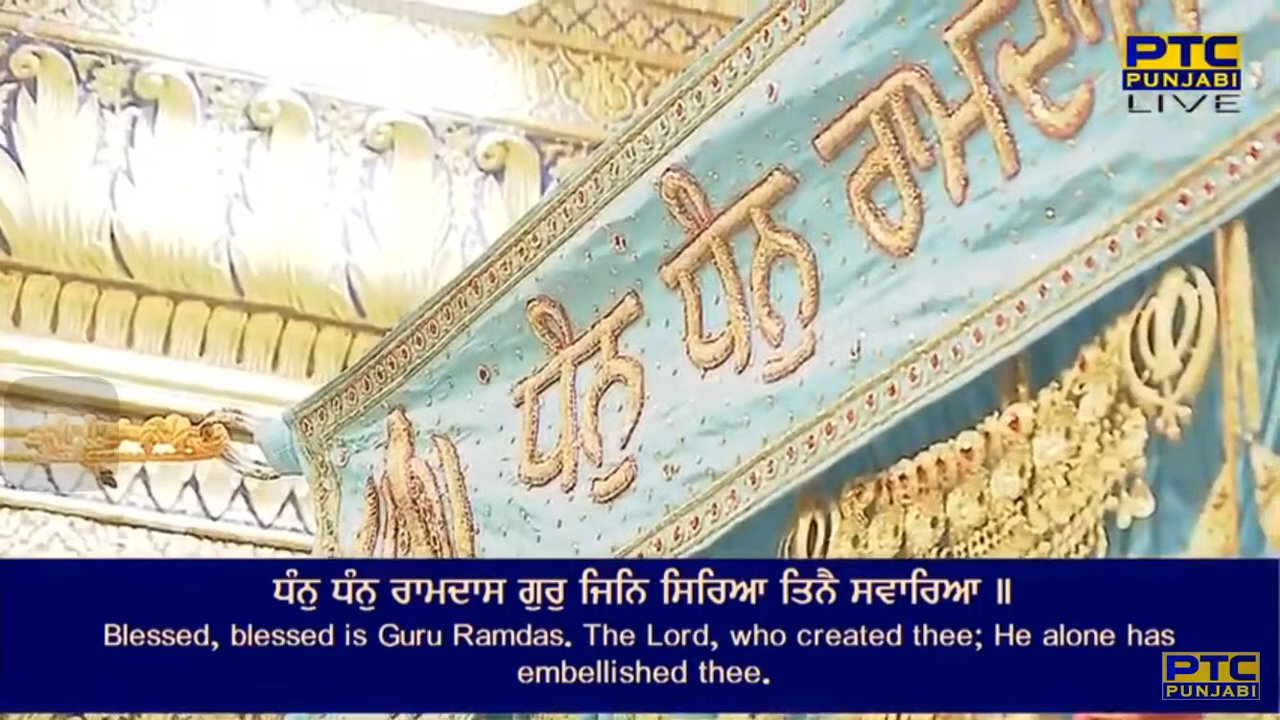 PTC
PUNJABI
LIVE
ਧੰਨੁ ਧੰਨੁ ਰਾਮਦਾ
ਧੰਨੁ ਧੰਨੁ ਰਾਮਦਾਸ ਗੁਰੁ ਜਿਨਿ ਸਿਰਿਆ ਤਿਨੈ ਸਵਾਰਿਆ ॥
Blessed, blessed is Guru Ramdas. The Lord, who created thee; He alone has
embellished thee.
PTC
PUNJABI